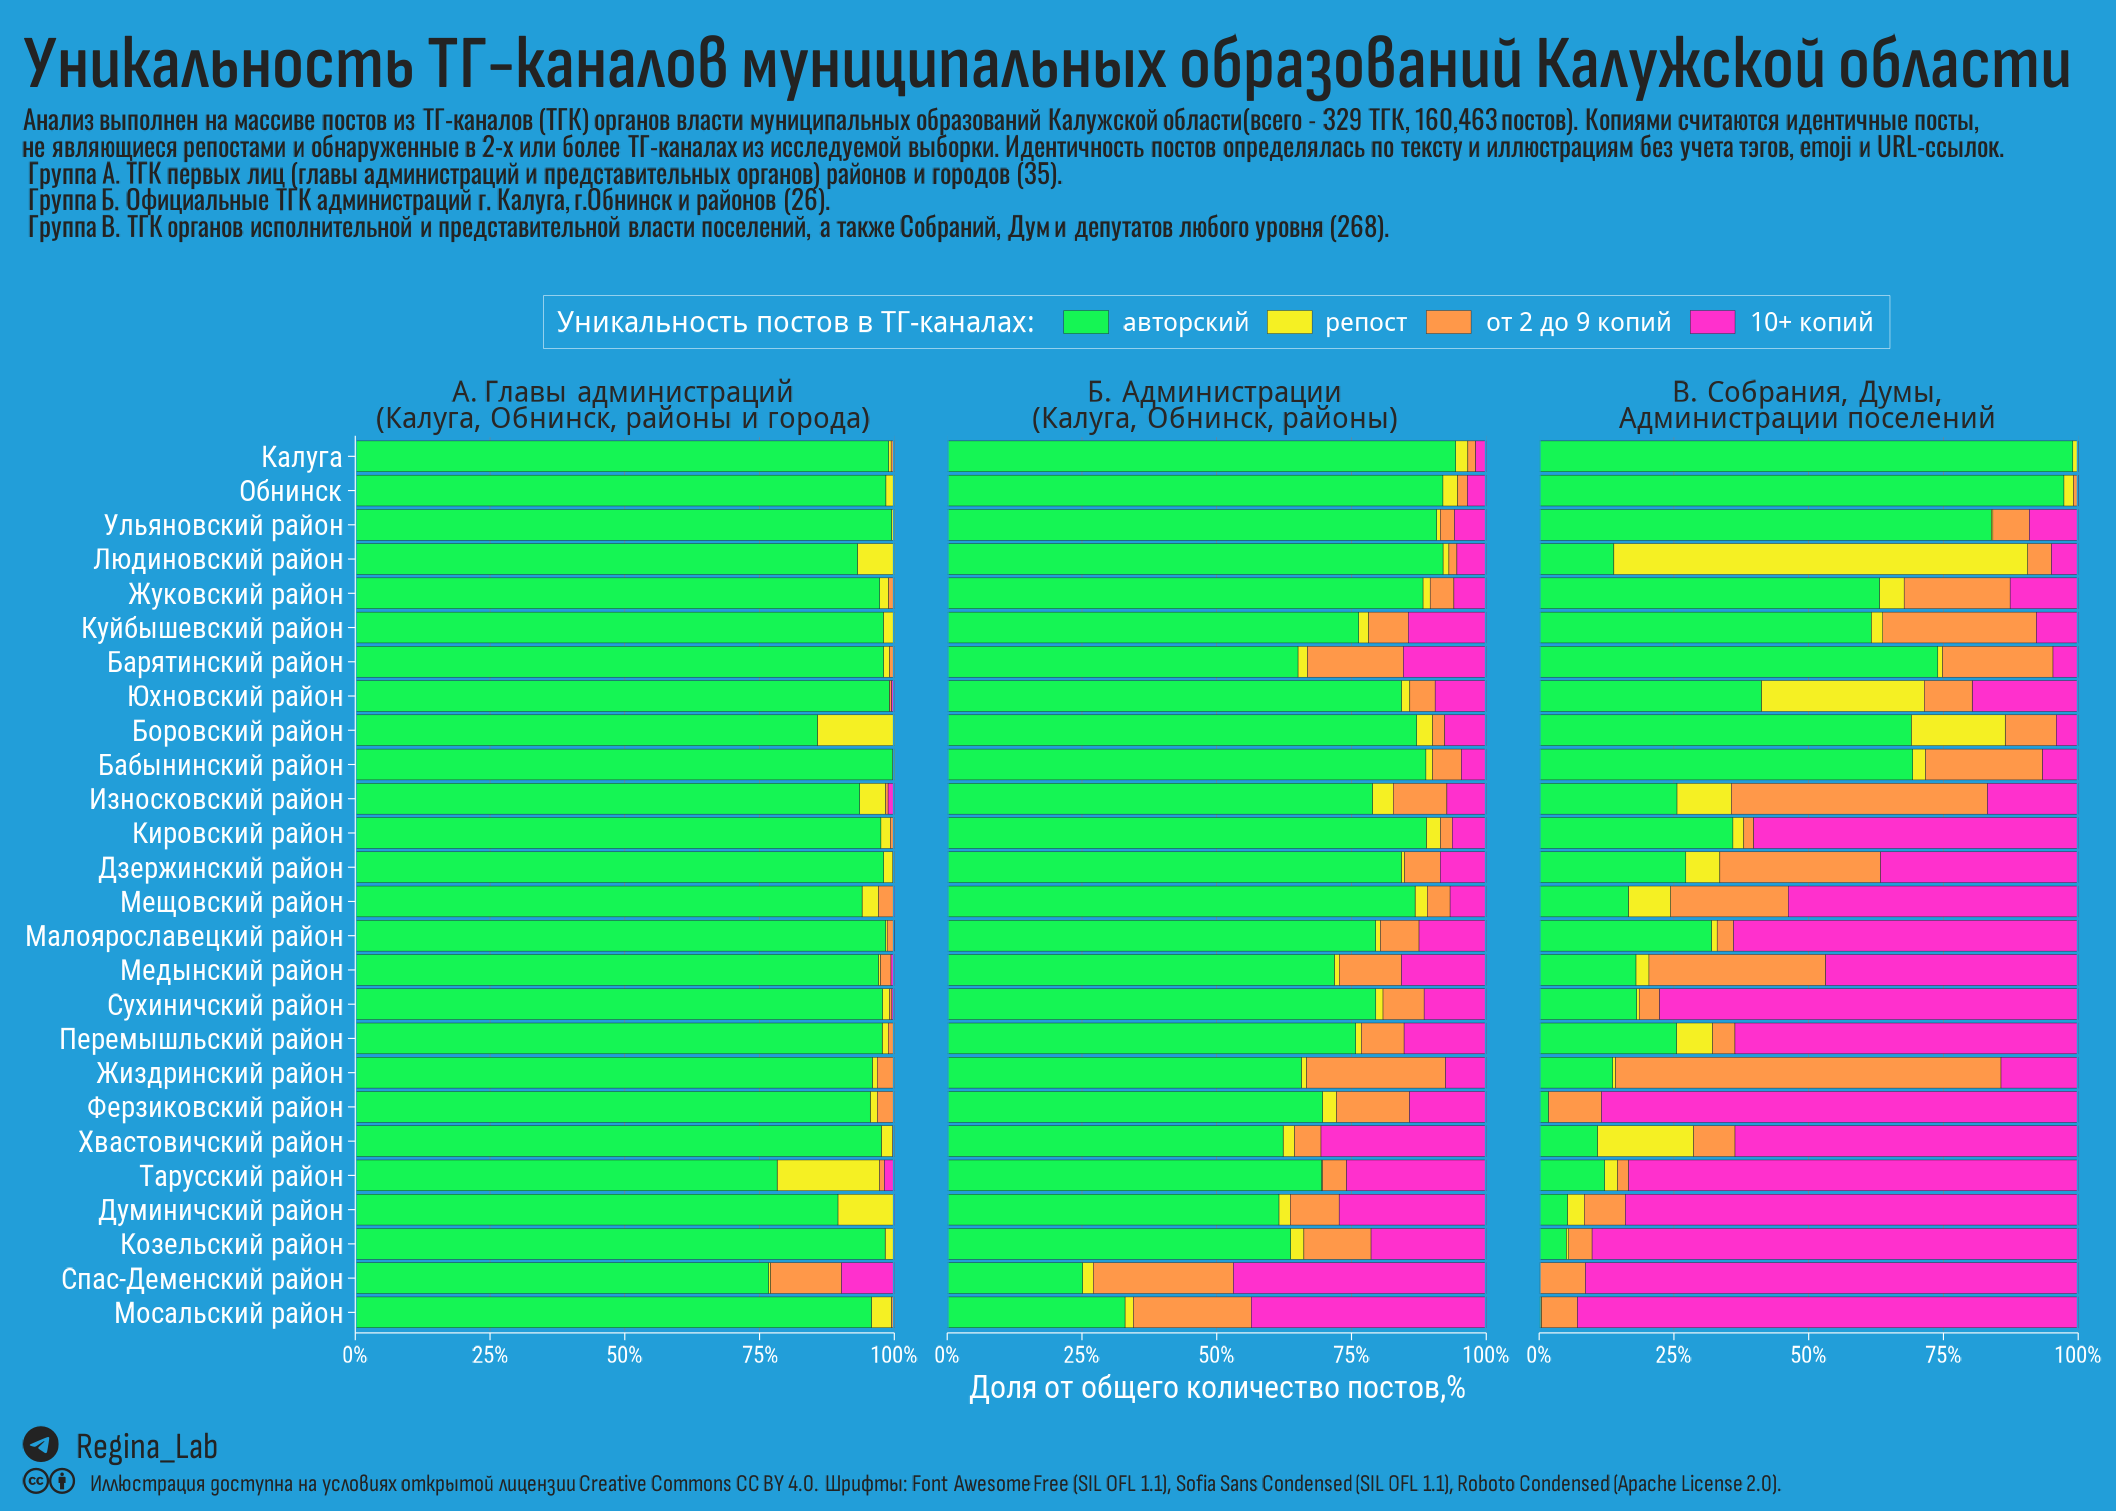 Уникальность ТГ-каналов муниципальных образований Калужской области
Анализ выполнен на массиве постов из ТГ-каналов (ТГК) органов власти муниципальных образований Калужской области(всего - 329 ТГК, 160,463 постов). Копиями считаются идентичные посты,
не являющиеся репостами и обнаруженные в 2-х или более ТГ-каналах из исследуемой выборки. Идентичность постов определялась по тексту и иллюстрациям без учета тэгов, emoji и URL-ссылок.
Группа А. ТГК первых лиц (главы администраций и представительных органов) районов и городов (35).
Группа Б. Официальные ТГК администраций г. Калуга, г.Обнинск и районов (26).
Группа В. ТГК органов исполнительной и представительной власти поселений, а также Собраний, Дум и депутатов любого уровня (268).
Уникальность постов в ТГ-каналах: авторский репост от 2 до 9 копий 10+ копий
А. Главы администраций
(Калуга, Обнинск, районы и города)
Б. Администрации
(Калуга, Обнинск, районы)
В. Собрания, Думы,
Администрации поселений
Калуга
Обнинск
Ульяновский район
Людиновский район
Жуковский район
Куйбышевский район
Барятинский район
Юхновский район
Боровский район
Бабынинский район
Износковский район
Кировский район
Дзержинский район
Мещовский район
Малоярославецкий район
Медынский район
Сухиничский район
Перемышльский район
Жиздринский район
Ферзиковский район
Хвастовичский район
Тарусский район
Думиничский район
Козельский район
Спас-Деменский район
Мосальский район
0% 25% 50% 75% 100% 0% 25% 50% 75% 100% 0% 25% 50% 75% 100%
Доля от общего количество постов,%
Regina_Lab
Иллюстрация доступна на условиях открытой лицензии Creative Commons CC BY 4.0. Шрифты: Font Awesome Free (SIL OFL 1.1), Sofia Sans Condensed (SIL OFL 1.1), Roboto Condensed (Apache License 2.0).